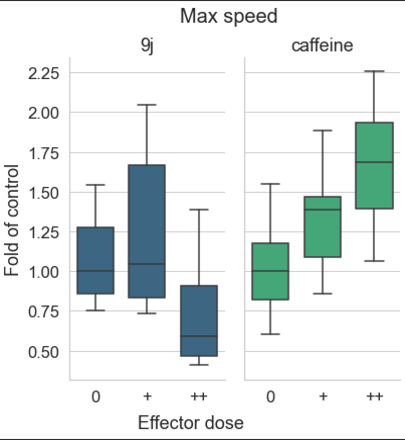 Max speed
9j caffeine
2.25
2.00
1.75
1.50
1.25
1.00
0.75
0.50
Fold of control
0 + ++ 0 + ++
Effector dose